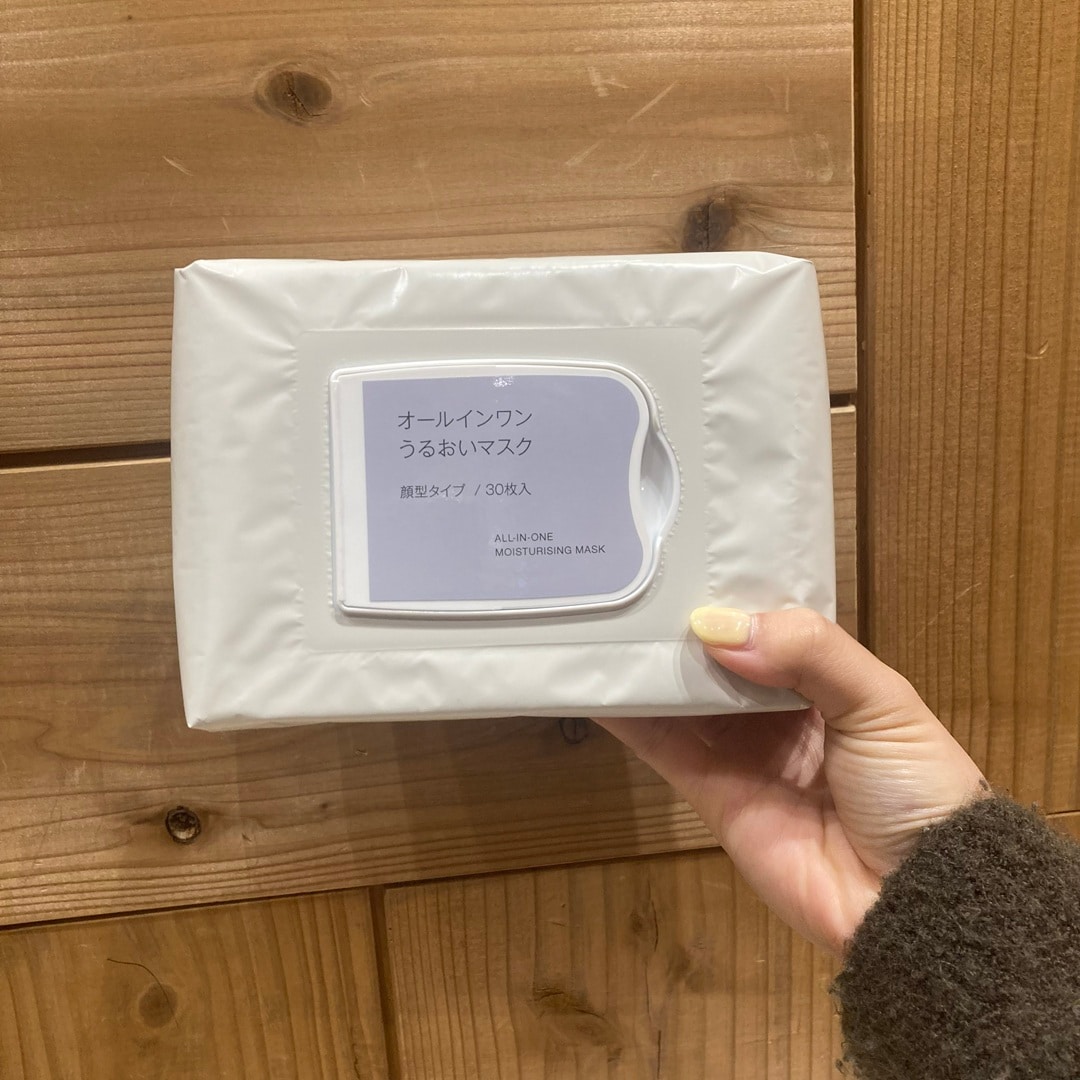 オールインワン
うるおいマスク
顔型タイプ / 30枚入
ALL-IN-ONE
MOISTURISING MASK